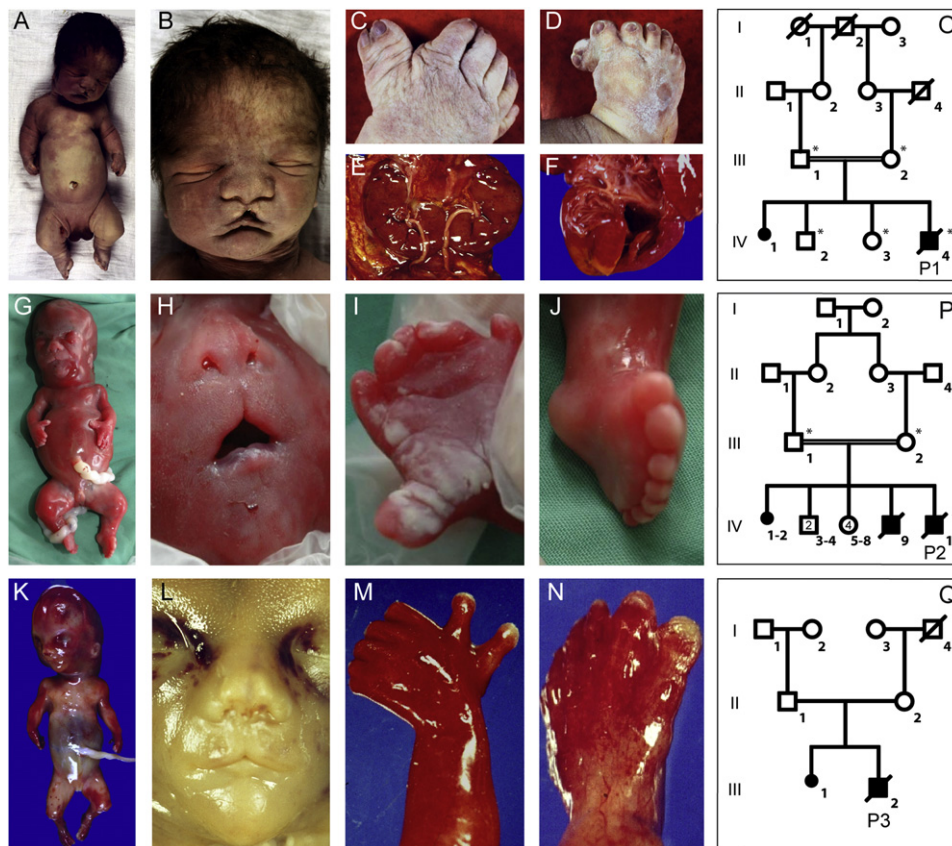 A B C D O
I 1 2 3
II 1 2 3 4
E F
III 1 * 2 *
IV 1 2 * 3 * 4 *
P1
G H I J P
I 1 2
II 1 2 3 4
III 1 * 2 *
IV 1-2 2 3-4 4 5-8 9 1
P2
K L M N Q
I 1 2 3 4
II 1 2
III 1 2
P3